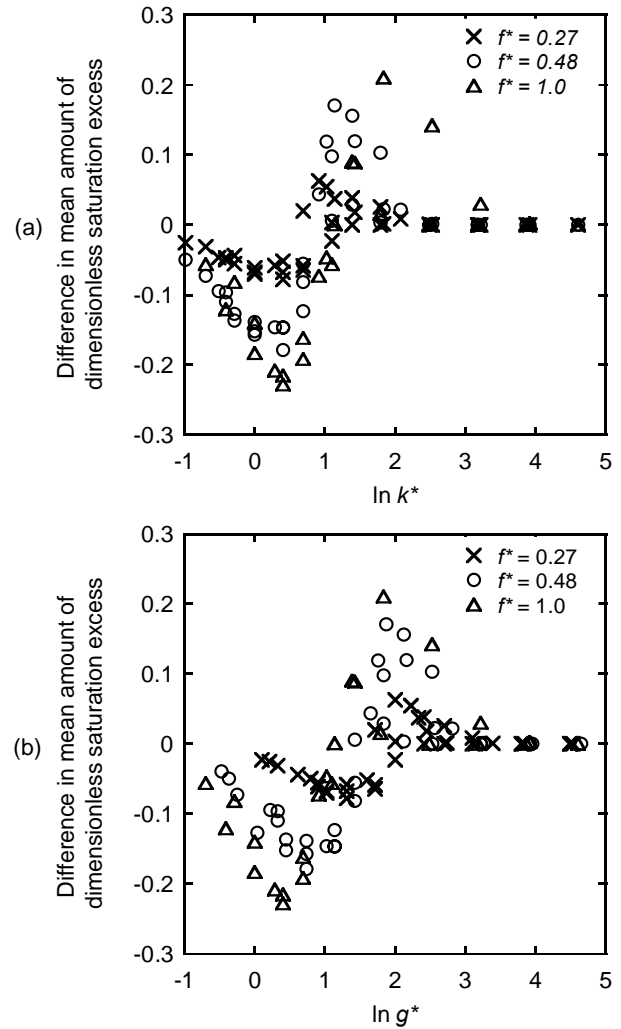 0.3
f* = 0.27
f* = 0.48
f* = 1.0
0.2
0.1
(a)
Difference in mean amount of
dimensionless saturation excess
0
-0.1
-0.2
-0.3
-1 0 1 2 3 4 5
ln k*
0.3
f* = 0.27
f* = 0.48
f* = 1.0
0.2
0.1
(b)
Difference in mean amount of
dimensionless saturation excess
0
-0.1
-0.2
-0.3
-1 0 1 2 3 4 5
ln g*